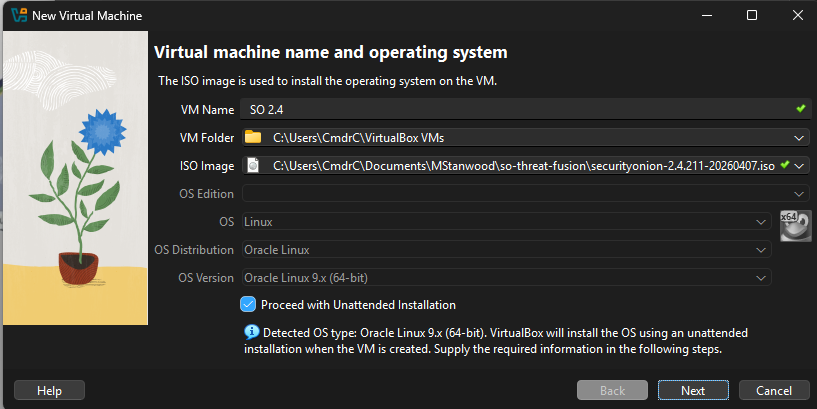 New Virtual Machine
Virtual machine name and operating system
The ISO image is used to install the operating system on the VM.
VM Name SO 2.4
VM Folder C:\Users\CmdrC\VirtualBox VMs
ISO Image C:\Users\CmdrC\Documents\MStanwood\so-threat-fusion\securityonion-2.4.211-20260407.iso
OS Edition
OS Linux
x64
OS Distribution Oracle Linux
OS Version Oracle Linux 9.x (64-bit)
Proceed with Unattended Installation
Detected OS type: Oracle Linux 9.x (64-bit). VirtualBox will install the OS using an unattended
installation when the VM is created. Supply the required information in the following steps.
Help Back Next Cancel